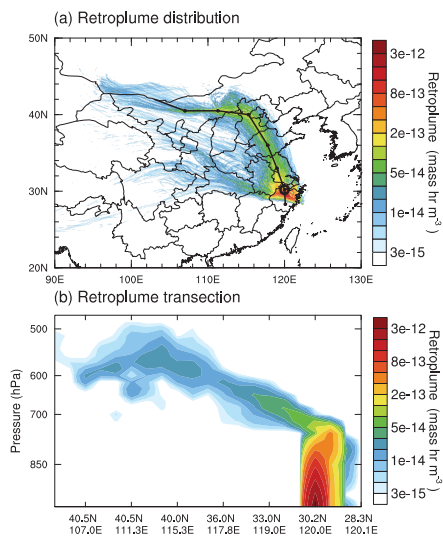 (a) Retroplume distribution
50N
40N
30N
20N
90E 100E 110E 120E 130E
3e-12
8e-13
2e-13
5e-14
1e-14
3e-15
Retroplume (mass hr m-3)
(b) Retroplume transection
500
600
700
850
Pressure (hPa)
40.5N 40.5N 40.0N 36.0N 33.0N 30.2N 28.3N
107.0E 111.3E 115.3E 117.8E 119.0E 120.0E 120.1E
3e-12
8e-13
2e-13
5e-14
1e-14
3e-15
Retroplume (mass hr m-3)